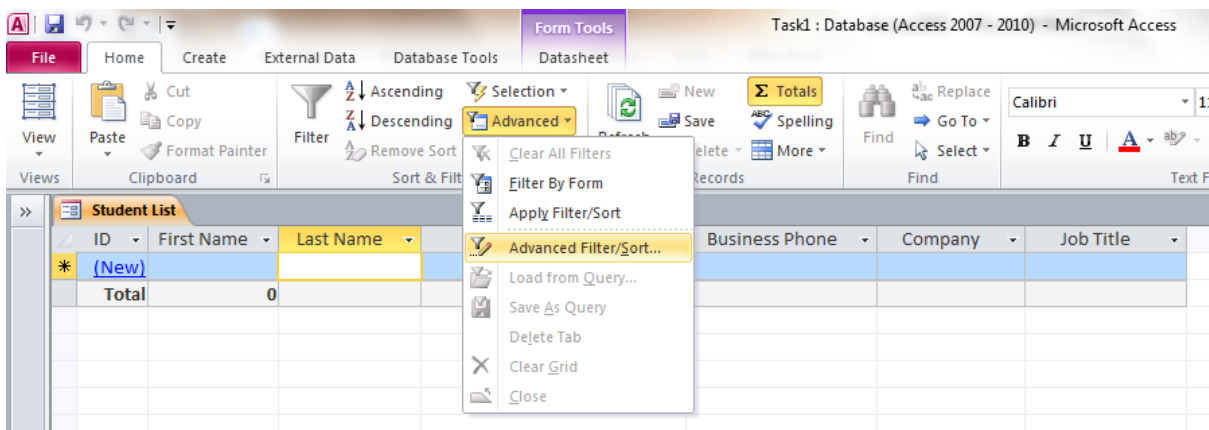 Form Tools Task1 : Database (Access 2007 - 2010) - Microsoft Access
File Home Create External Data Database Tools Datasheet
View
Views
Paste
Cut
Copy
Format Painter
Clipboard
Filter
Ascending
Descending
Remove Sort
Selection
Advanced
Sort & Filt
New
Save
elete
Totals
Spelling
More
Records
Find
Replace
Go To
Select
Find
Calibri
B I U A
Text F
Clear All Filters
Filter By Form
Apply Filter/Sort
Advanced Filter/Sort...
Load from Query...
Save As Query
Delete Tab
Clear Grid
Close
Student List
ID First Name Last Name Business Phone Company Job Title
(New)
Total 0